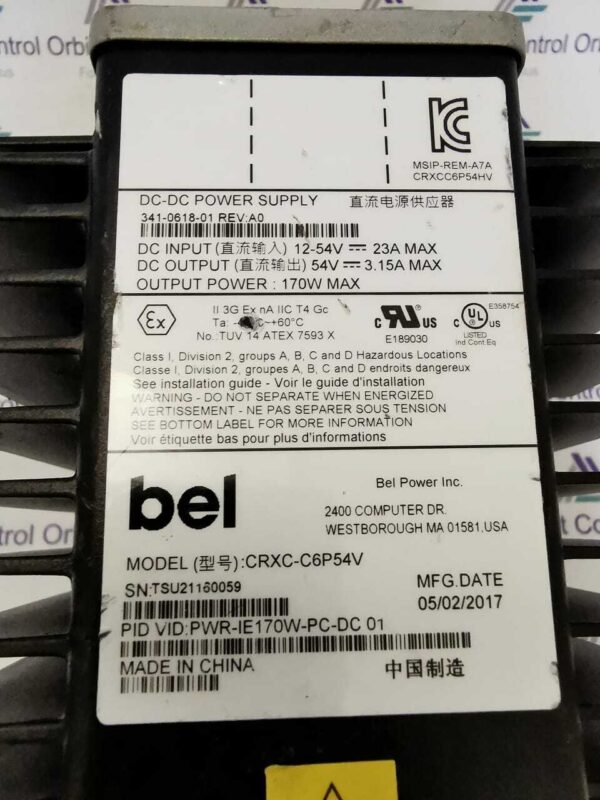 Control Orbit
MSIP-REM-A7A
CRXCC6P54HV
DC-DC POWER SUPPLY 直流电源供应器
341-0618-01 REV:A0
DC INPUT (直流输入) 12-54V 23A MAX
DC OUTPUT (直流输出) 54V 3.15A MAX
OUTPUT POWER : 170W MAX
Ex II 3G Ex nA IIC T4 Gc
Ta: ~+60°C
No.: TUV 14 ATEX 7593 X
c US E189030
c UL US LISTED E358754
Ind Cont Eq
Class I, Division 2, groups A, B, C and D Hazardous Locations
Classe I, Division 2, groupes A, B, C and D endroits dangereux
See installation guide - Voir le guide d'installation
WARNING - DO NOT SEPARATE WHEN ENERGIZED
AVERTISSEMENT - NE PAS SEPARER SOUS TENSION
SEE BOTTOM LABEL FOR MORE INFORMATION
Voir étiquette bas pour plus d'informations
bel
Bel Power Inc.
2400 COMPUTER DR.
WESTBOROUGH MA 01581,USA
MODEL (型号):CRXC-C6P54V
SN:TSU21160059
MFG.DATE
05/02/2017
PID VID:PWR-IE170W-PC-DC 01
MADE IN CHINA 中国制造